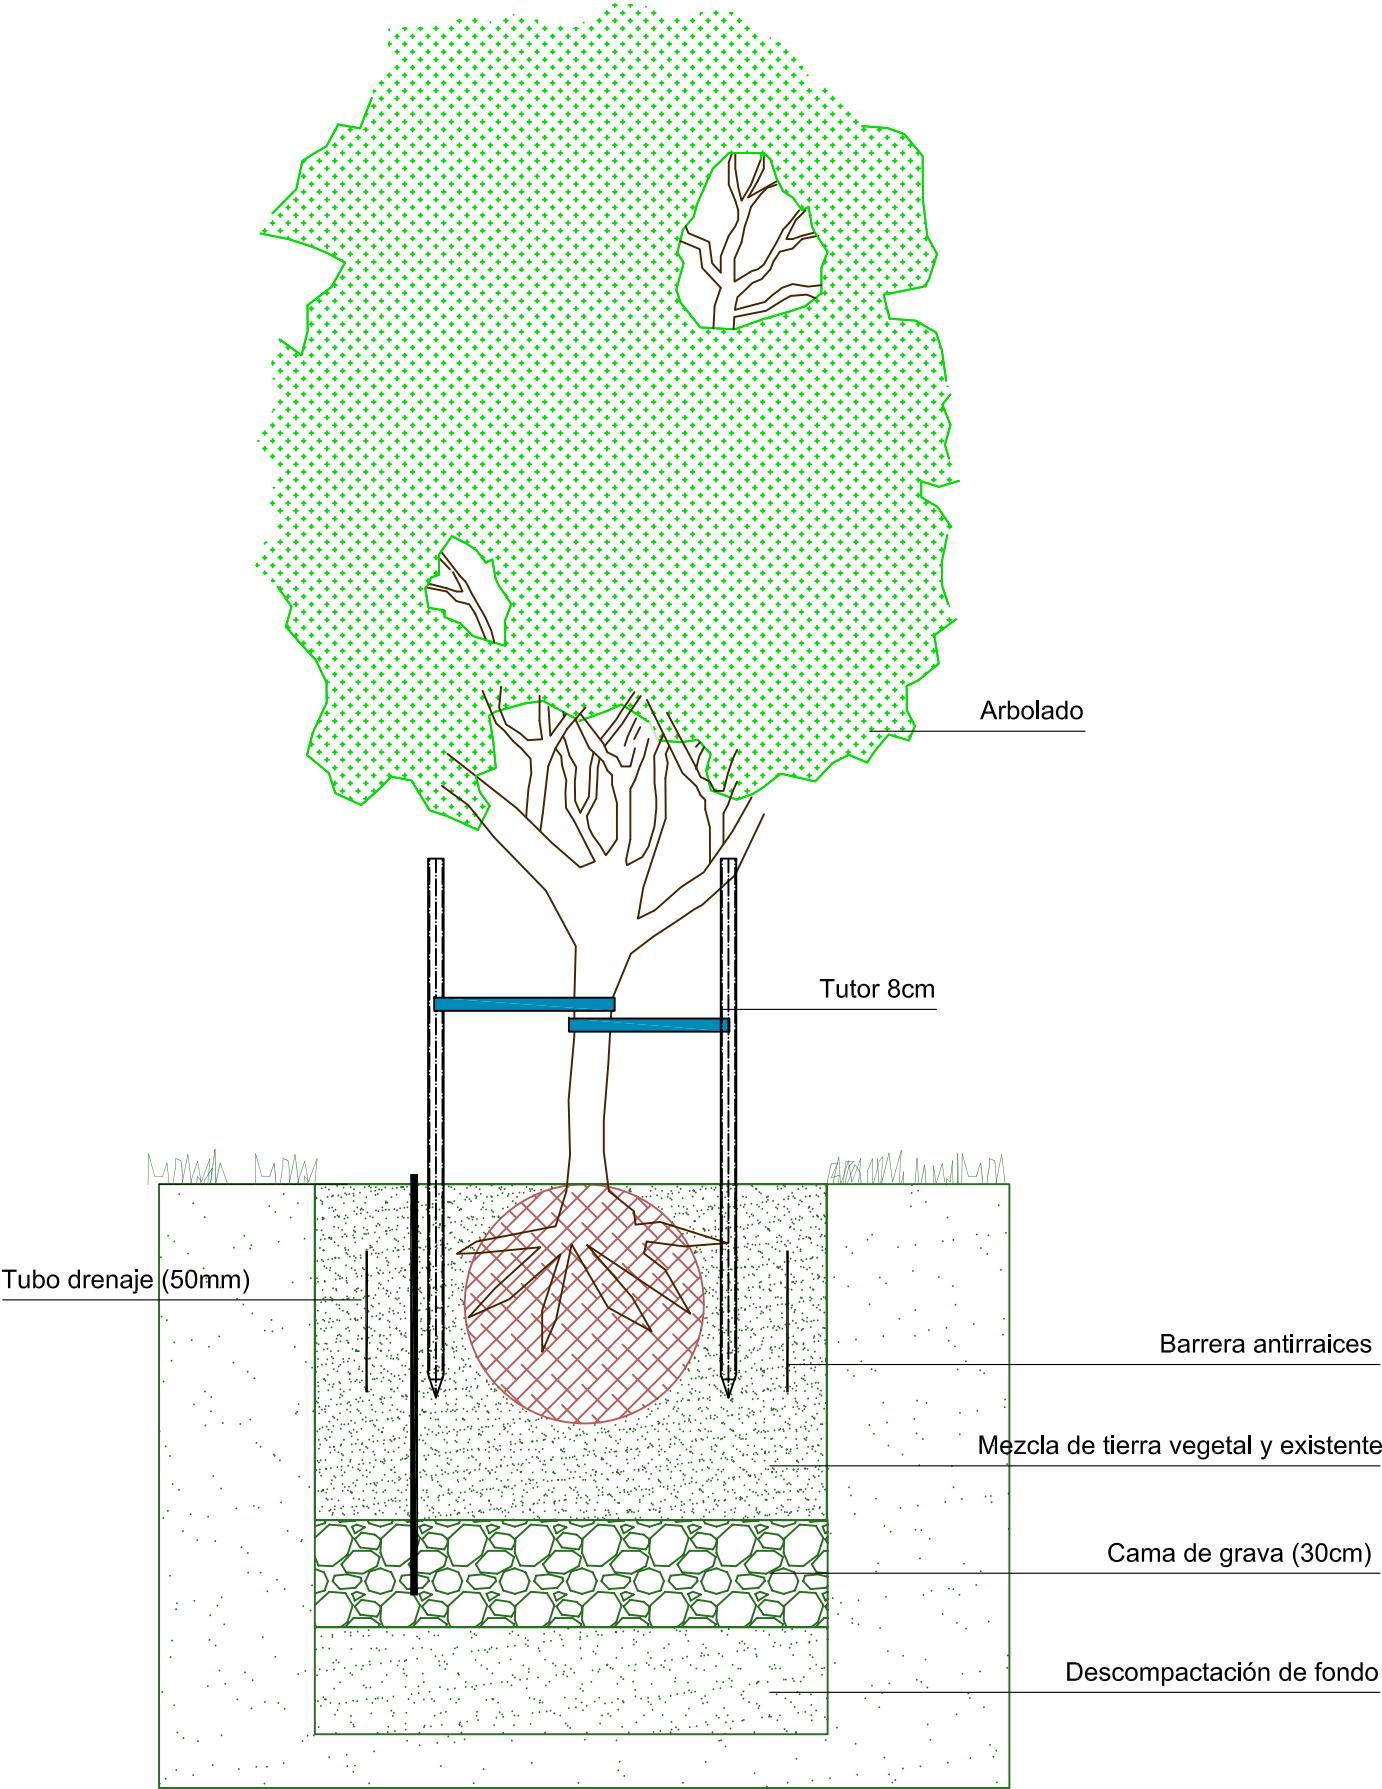 Arbolado
Tutor 8cm
Tubo drenaje (50mm)
Barrera antirraices
Mezcla de tierra vegetal y existente
Cama de grava (30cm)
Descompactación de fondo